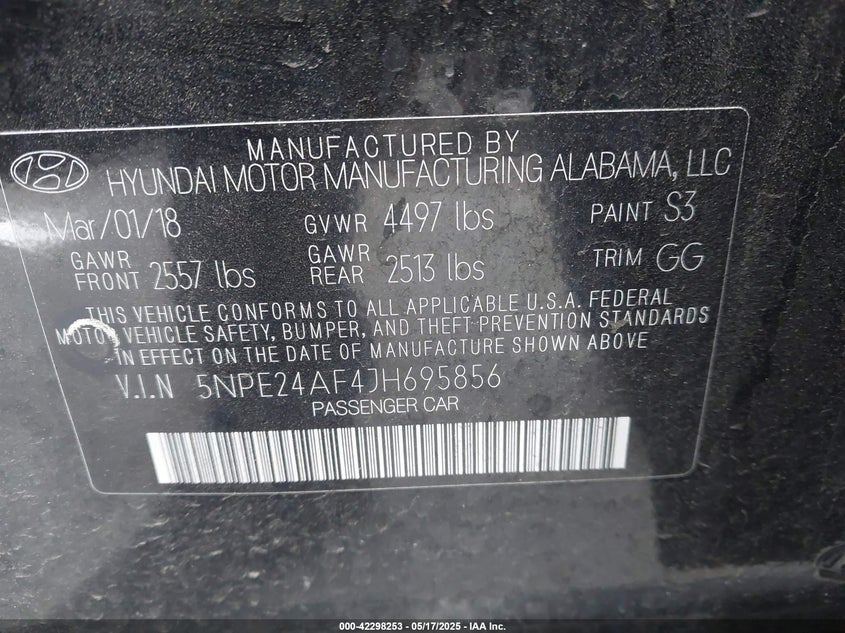 MANUFACTURED BY
HYUNDAI MOTOR MANUFACTURING ALABAMA, LLC
Mar/01/18 GVWR 4497 lbs PAINT S3
GAWR FRONT 2557 lbs GAWR REAR 2513 lbs TRIM GG
THIS VEHICLE CONFORMS TO ALL APPLICABLE U.S.A. FEDERAL
MOTOR VEHICLE SAFETY, BUMPER, AND THEFT PREVENTION STANDARDS
IN EFFECT ON THE DATE OF MANUFACTURE SHOWN ABOVE
V.I.N 5NPE24AF4JH695856
PASSENGER CAR
000-42298253 - 05/17/2025 - IAA Inc.